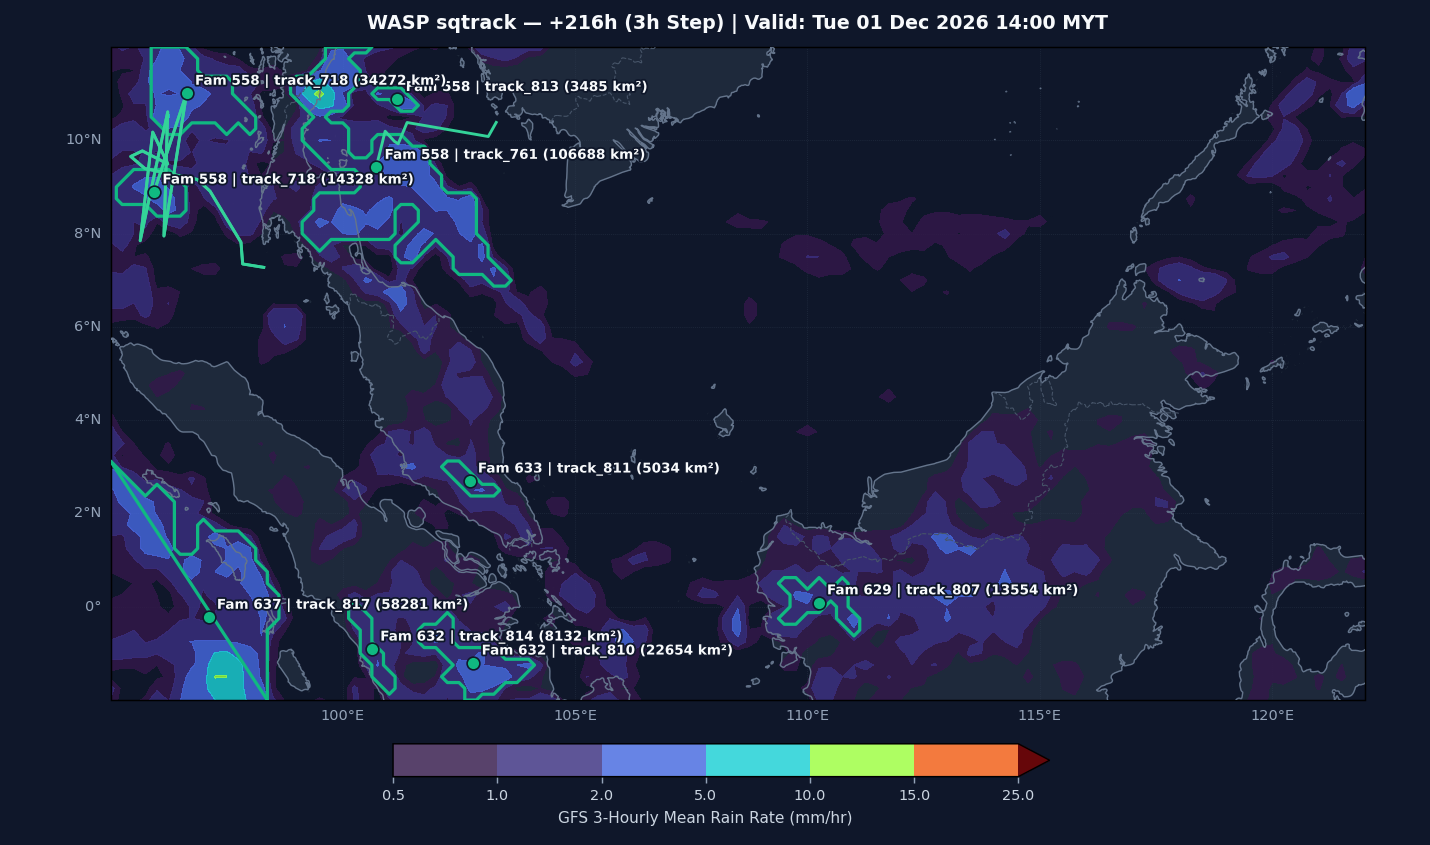 WASP sqtrack — +216h (3h Step) | Valid: Tue 01 Dec 2026 14:00 MYT
Fam 558 | track_718 (34272 km²)
Fam 558 | track_813 (3485 km²)
10°N
Fam 558 | track_761 (106688 km²)
Fam 558 | track_718 (14328 km²)
8°N
6°N
4°N
Fam 633 | track_811 (5034 km²)
2°N
Fam 629 | track_807 (13554 km²)
0°
Fam 637 | track_817 (58281 km²)
Fam 632 | track_814 (8132 km²)
Fam 632 | track_810 (22654 km²)
100°E 105°E 110°E 115°E 120°E
0.5 1.0 2.0 5.0 10.0 15.0 25.0
GFS 3-Hourly Mean Rain Rate (mm/hr)